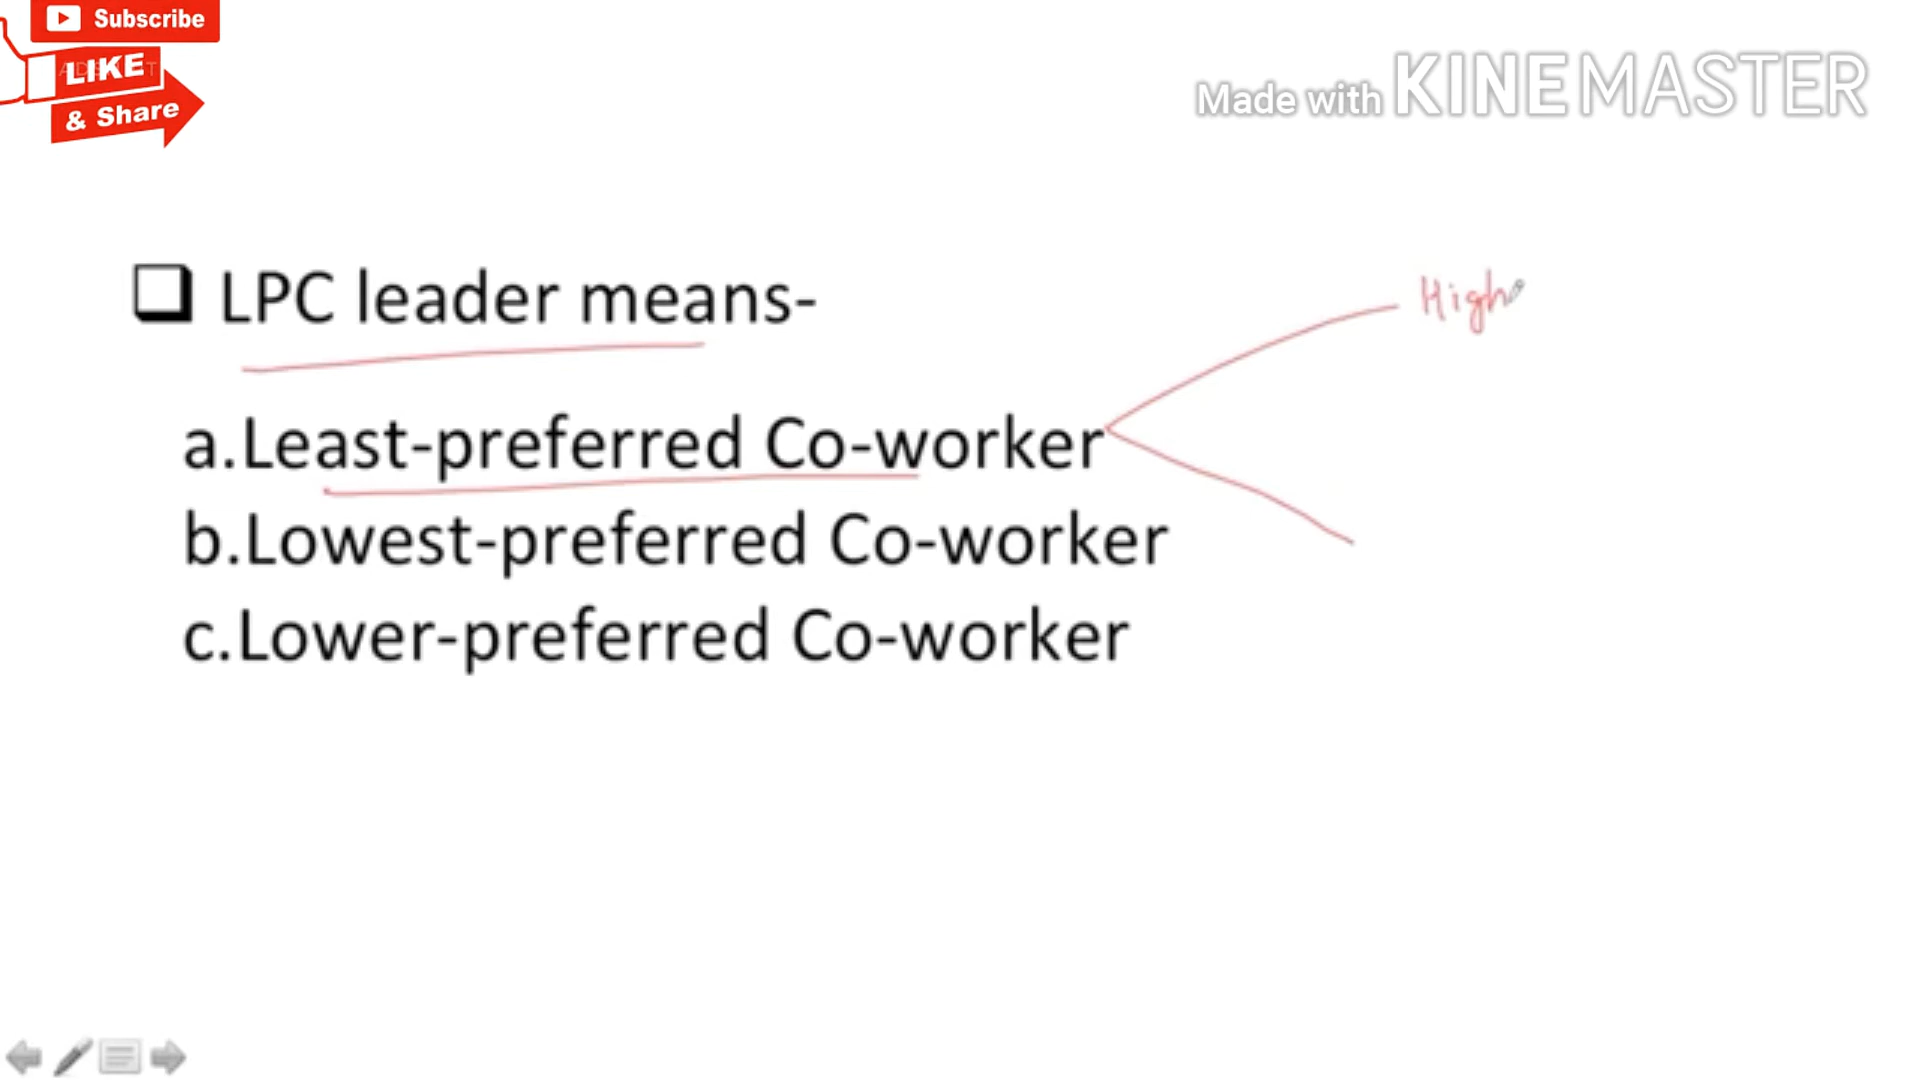 Subscribe
LIKE
& Share
Made with KINEMASTER
LPC leader means-
High
a.Least-preferred Co-worker
b.Lowest-preferred Co-worker
c.Lower-preferred Co-worker